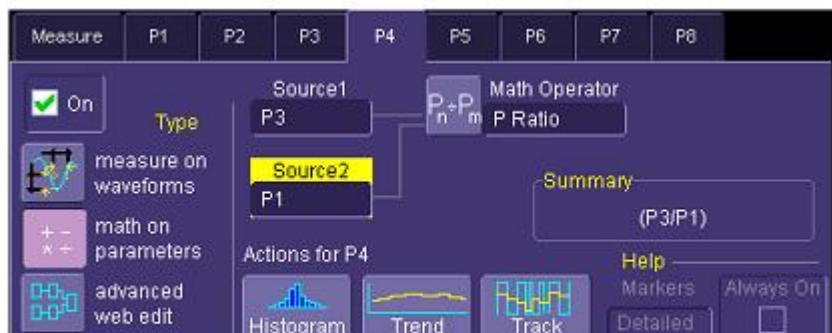 Measure P1 P2 P3 P4 P5 P6 P7 P8
On
Type
measure on
waveforms
+ -
* ÷
math on
parameters
advanced
web edit
Source1
P3
Source2
P1
Pn÷Pm
Math Operator
P Ratio
Summary
(P3/P1)
Actions for P4
Histogram
Trend
Track
Help
Markers
Detailed
Always On